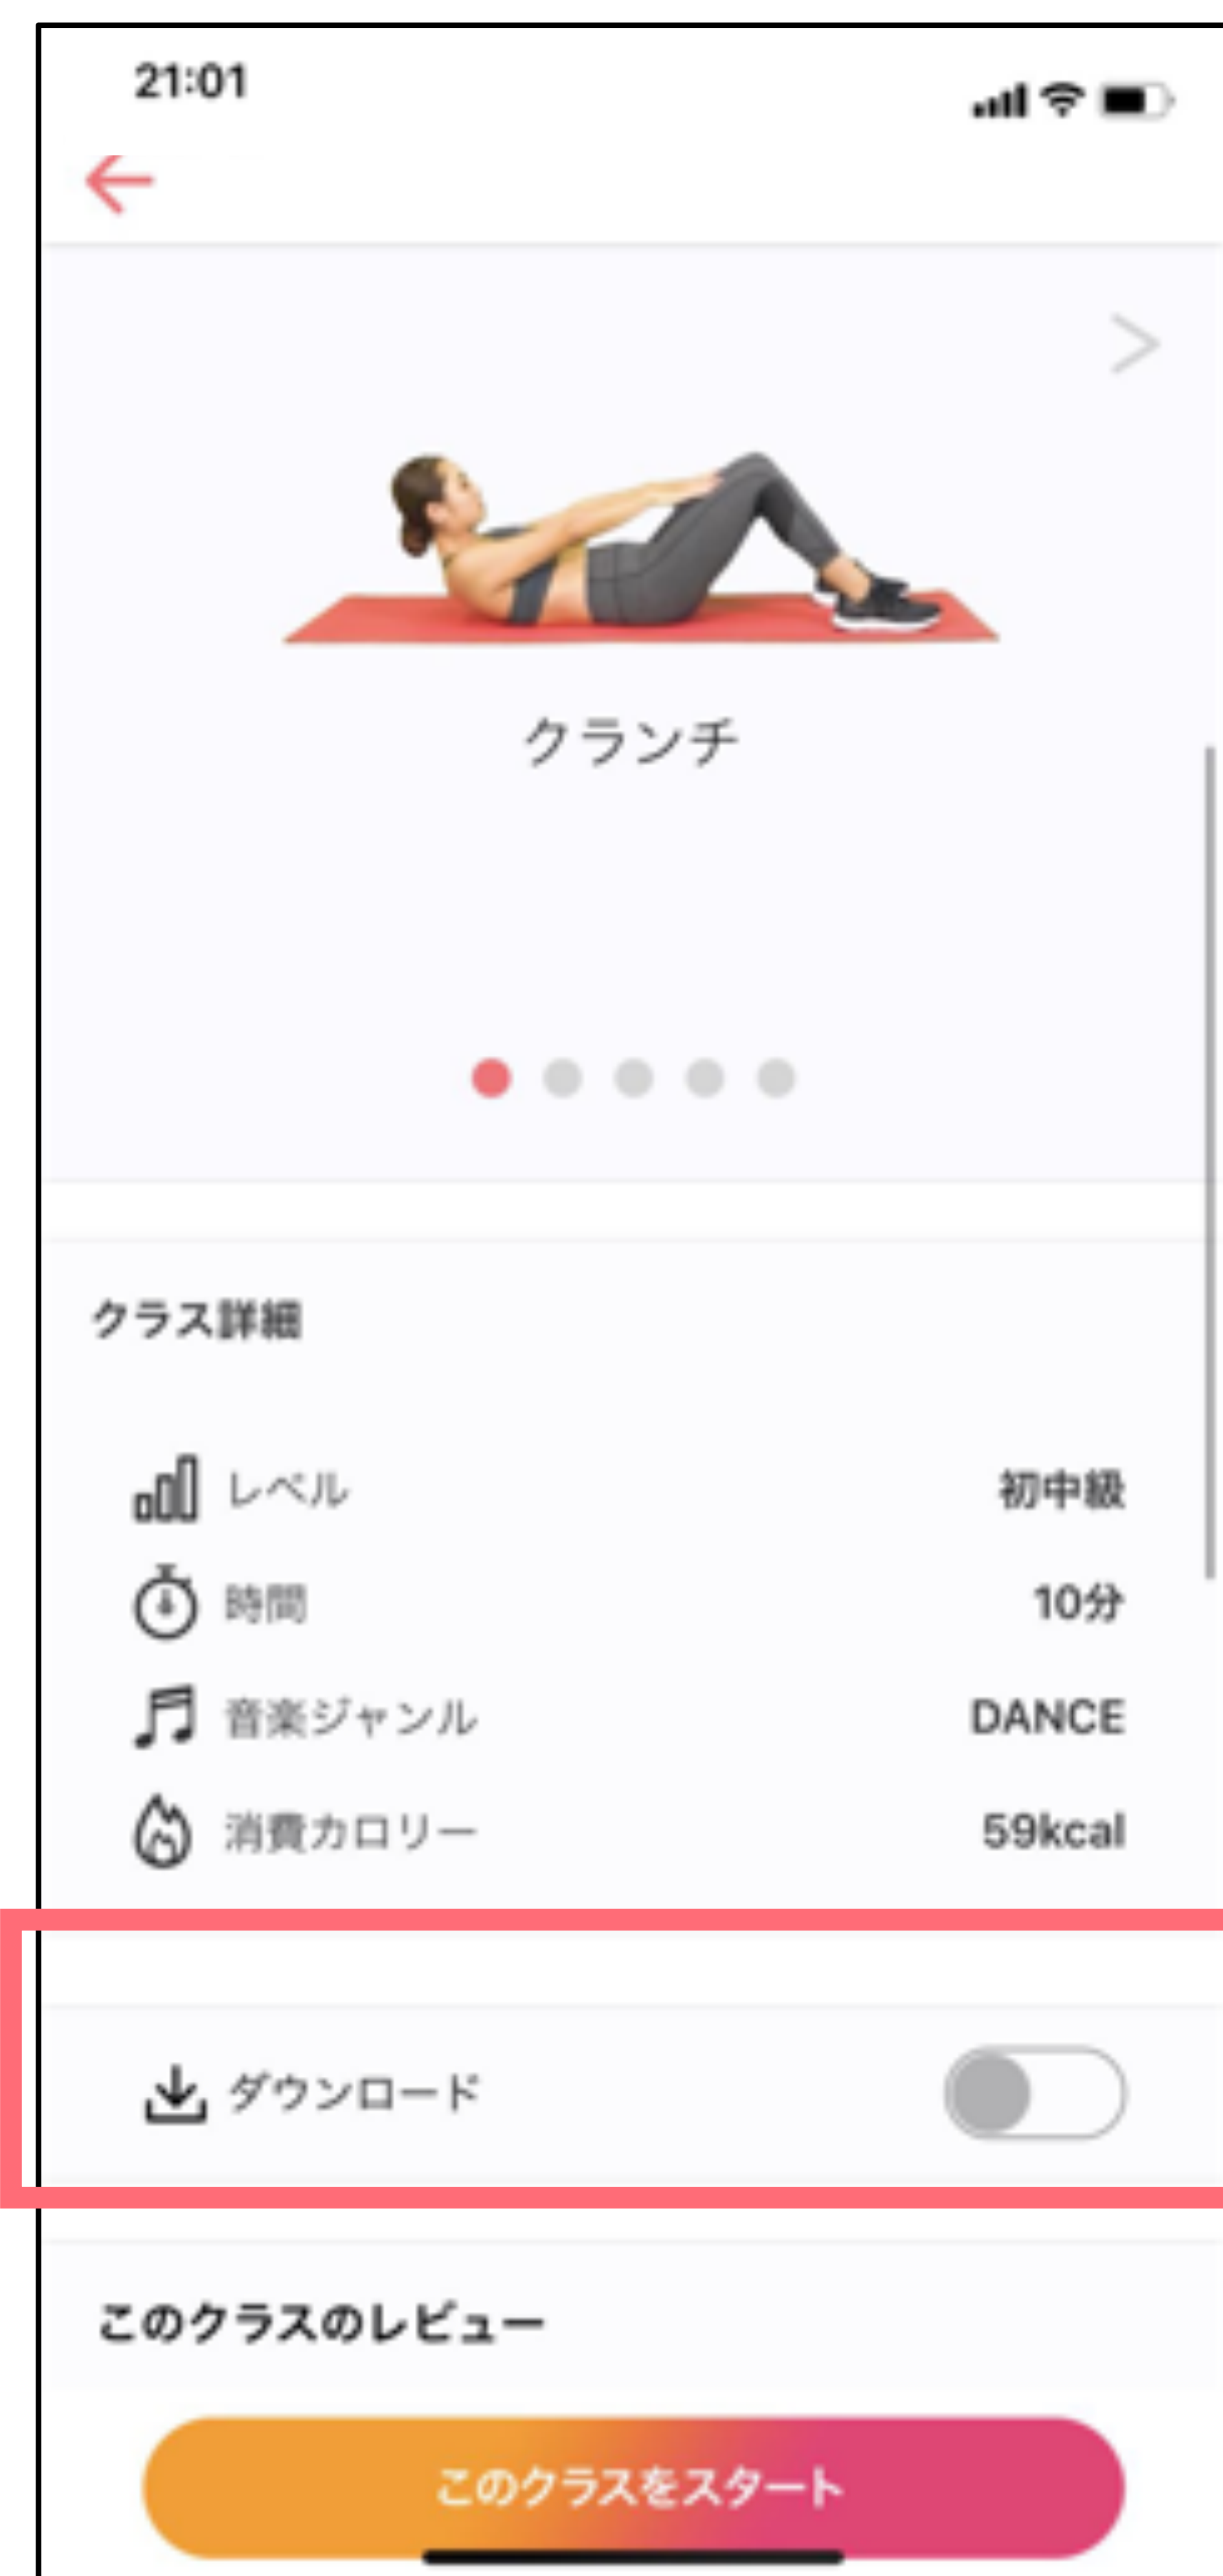 21:01
クランチ
クラス詳細
レベル 初中級
時間 10分
音楽ジャンル DANCE
消費カロリー 59kcal
ダウンロード
このクラスのレビュー
このクラスをスタート